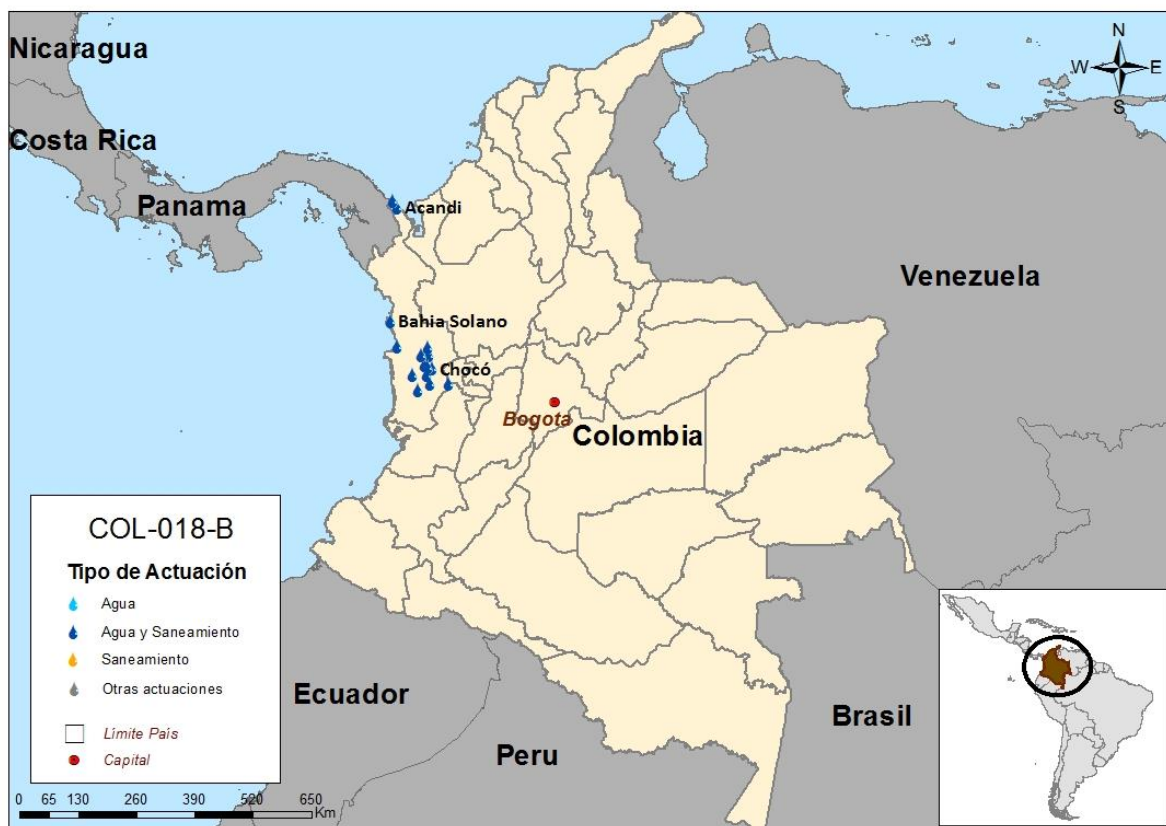 Nicaragua
N
W E
S
Costa Rica
Panama
Acandi
Venezuela
Bahia Solano
Chocó
Bogota
Colombia
COL-018-B
Tipo de Actuación
Agua
Agua y Saneamiento
Saneamiento
Otras actuaciones
Límite País
Capital
Ecuador
Peru
Brasil
0 65 130 260 390 520 650
Km